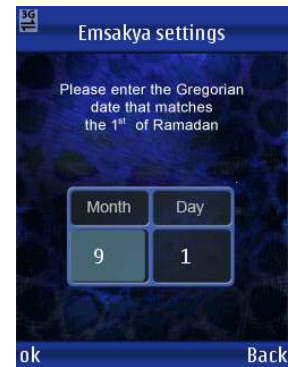 3G
Emsakya settings
Please enter the Gregorian
date that matches
the 1st of Ramadan
Month Day
9 1
ok Back